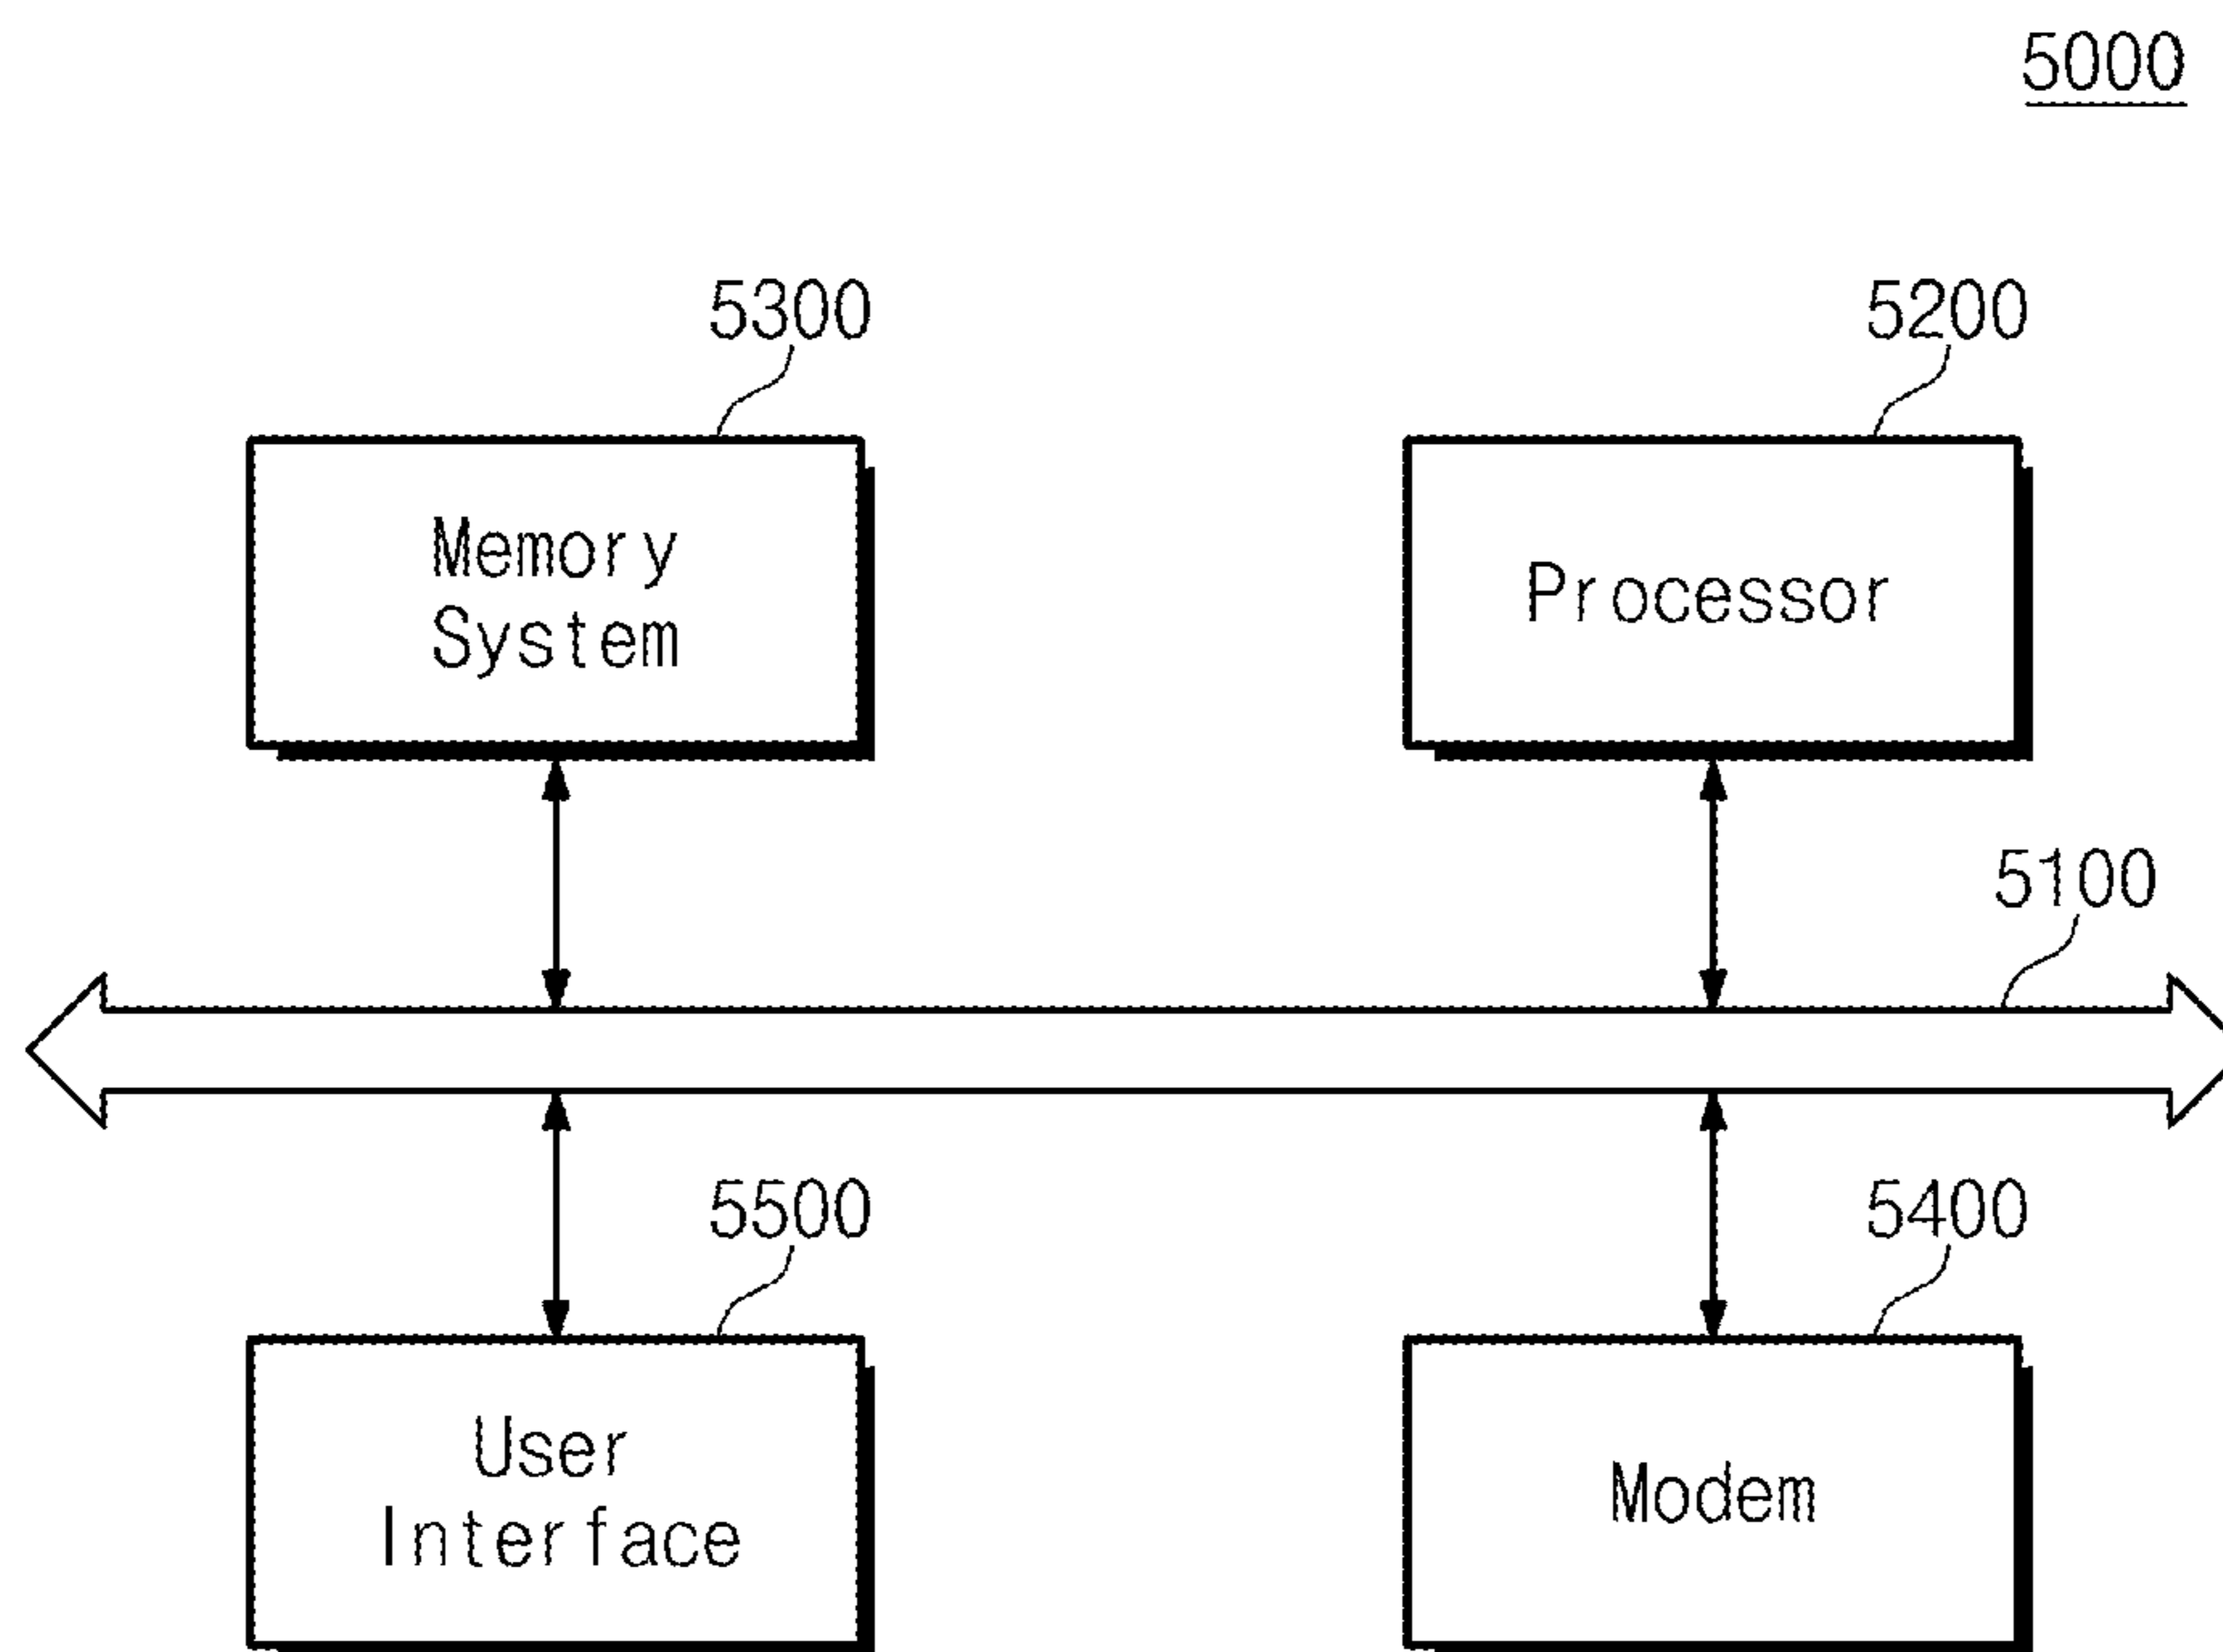 5000
5300
5200
Memory
System
Processor
5100
5500
5400
User
Interface
Modem